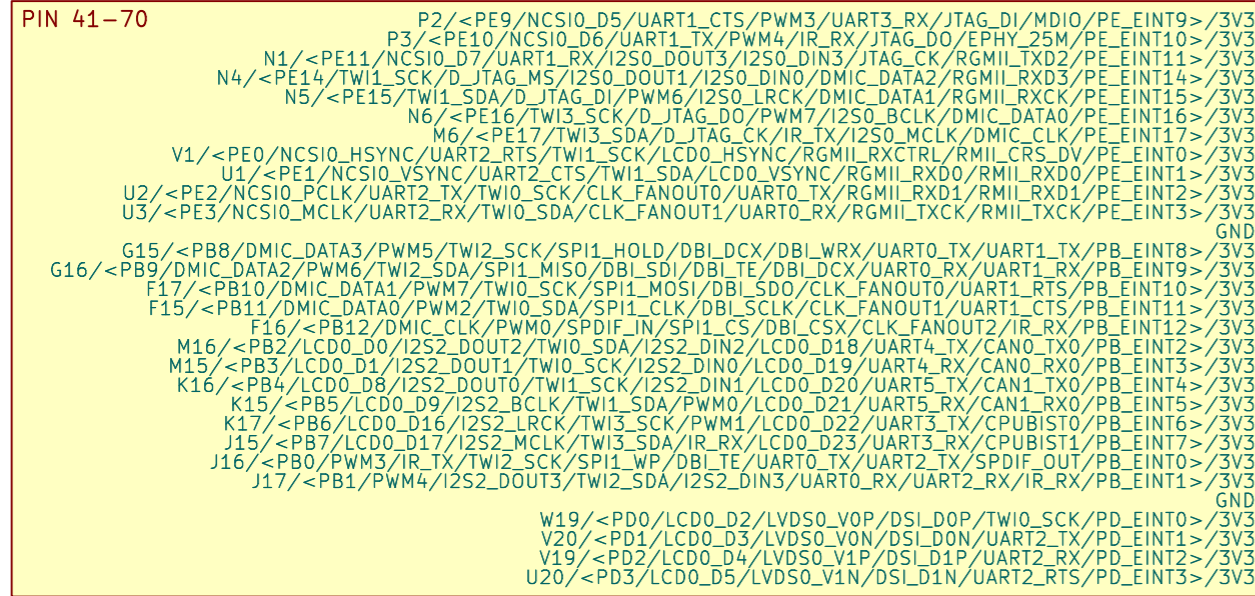 PIN 41-70
P2/<PE9/NCSI0_D5/UART1_CTS/PWM3/UART3_RX/JTAG_DI/MDIO/PE_EINT9>/3V3
P3/<PE10/NCSI0_D6/UART1_TX/PWM4/IR_RX/JTAG_DO/EPHY_25M/PE_EINT10>/3V3
N1/<PE11/NCSI0_D7/UART1_RX/I2S0_DOUT3/I2S0_DIN3/JTAG_CK/RGMII_TXD2/PE_EINT11>/3V3
N4/<PE14/TWI1_SCK/D_JTAG_MS/I2S0_DOUT1/I2S0_DIN0/DMIC_DATA2/RGMII_RXD3/PE_EINT14>/3V3
N5/<PE15/TWI1_SDA/D_JTAG_DI/PWM6/I2S0_LRCK/DMIC_DATA1/RGMII_RXCK/PE_EINT15>/3V3
N6/<PE16/TWI3_SCK/D_JTAG_DO/PWM7/I2S0_BCLK/DMIC_DATA0/PE_EINT16>/3V3
M6/<PE17/TWI3_SDA/D_JTAG_CK/IR_TX/I2S0_MCLK/DMIC_CLK/PE_EINT17>/3V3
V1/<PE0/NCSI0_HSYNC/UART2_RTS/TWI1_SCK/LCD0_HSYNC/RGMII_RXCTRL/RMII_CRS_DV/PE_EINT0>/3V3
U1/<PE1/NCSI0_VSYNC/UART2_CTS/TWI1_SDA/LCD0_VSYNC/RGMII_RXD0/RMII_RXD0/PE_EINT1>/3V3
U2/<PE2/NCSI0_PCLK/UART2_TX/TWI0_SCK/CLK_FANOUT0/UART0_TX/RGMII_RXD1/RMII_RXD1/PE_EINT2>/3V3
U3/<PE3/NCSI0_MCLK/UART2_RX/TWI0_SDA/CLK_FANOUT1/UART0_RX/RGMII_TXCK/RMII_TXCK/PE_EINT3>/3V3
GND
G15/<PB8/DMIC_DATA3/PWM5/TWI2_SCK/SPI1_HOLD/DBI_DCX/DBI_WRX/UART0_TX/UART1_TX/PB_EINT8>/3V3
G16/<PB9/DMIC_DATA2/PWM6/TWI2_SDA/SPI1_MISO/DBI_SDI/DBI_TE/DBI_DCX/UART0_RX/UART1_RX/PB_EINT9>/3V3
F17/<PB10/DMIC_DATA1/PWM7/TWI0_SCK/SPI1_MOSI/DBI_SDO/CLK_FANOUT0/UART1_RTS/PB_EINT10>/3V3
F15/<PB11/DMIC_DATA0/PWM2/TWI0_SDA/SPI1_CLK/DBI_SCLK/CLK_FANOUT1/UART1_CTS/PB_EINT11>/3V3
F16/<PB12/DMIC_CLK/PWM0/SPDIF_IN/SPI1_CS/DBI_CSX/CLK_FANOUT2/IR_RX/PB_EINT12>/3V3
M16/<PB2/LCD0_D0/I2S2_DOUT2/TWI0_SDA/I2S2_DIN2/LCD0_D18/UART4_TX/CAN0_TX0/PB_EINT2>/3V3
M15/<PB3/LCD0_D1/I2S2_DOUT1/TWI0_SCK/I2S2_DIN0/LCD0_D19/UART4_RX/CAN0_RX0/PB_EINT3>/3V3
K16/<PB4/LCD0_D8/I2S2_DOUT0/TWI1_SCK/I2S2_DIN1/LCD0_D20/UART5_TX/CAN1_TX0/PB_EINT4>/3V3
K15/<PB5/LCD0_D9/I2S2_BCLK/TWI1_SDA/PWM0/LCD0_D21/UART5_RX/CAN1_RX0/PB_EINT5>/3V3
K17/<PB6/LCD0_D16/I2S2_LRCK/TWI3_SCK/PWM1/LCD0_D22/UART3_TX/CPUBIST0/PB_EINT6>/3V3
J15/<PB7/LCD0_D17/I2S2_MCLK/TWI3_SDA/IR_RX/LCD0_D23/UART3_RX/CPUBIST1/PB_EINT7>/3V3
J16/<PB0/PWM3/IR_TX/TWI2_SCK/SPI1_WP/DBI_TE/UART0_TX/UART2_TX/SPDIF_OUT/PB_EINT0>/3V3
J17/<PB1/PWM4/I2S2_DOUT3/TWI2_SDA/I2S2_DIN3/UART0_RX/UART2_RX/IR_RX/PB_EINT1>/3V3
GND
W19/<PD0/LCD0_D2/LVDS0_V0P/DSI_D0P/TWI0_SCK/PD_EINT0>/3V3
V20/<PD1/LCD0_D3/LVDS0_V0N/DSI_D0N/UART2_TX/PD_EINT1>/3V3
V19/<PD2/LCD0_D4/LVDS0_V1P/DSI_D1P/UART2_RX/PD_EINT2>/3V3
U20/<PD3/LCD0_D5/LVDS0_V1N/DSI_D1N/UART2_RTS/PD_EINT3>/3V3